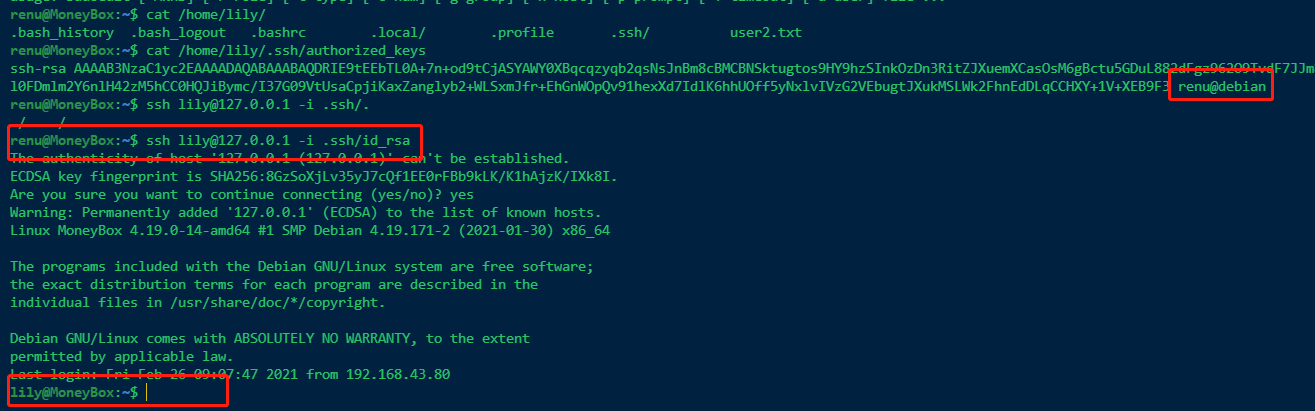 renu@MoneyBox:~$ cat /home/lily/
.bash_history .bash_logout .bashrc .local/ .profile .ssh/ user2.txt
renu@MoneyBox:~$ cat /home/lily/.ssh/authorized_keys
ssh-rsa AAAAB3NzaC1yc2EAAAADAQABAAABAQDRIE9tEEbTL0A+7n+od9tCjASYAWY0XBqcqzyqb2qsNsJnBm8cBMCBNSktugtos9HY9hzSInkOzDn3RitZJXuemXCasOsM6gBctu5GDuL882dFgz962O9TvdF7JJm
l0FDmlm2Y6nlH42zM5hCC0HQJiBymc/I37G09VtUsaCpjiKaxZanglyb2+WLSxmJfr+EhGnWOpQv91hexXd7IdlK6hhUOff5yNxlvIVzG2VEbugtJXukMSLWk2FhnEdDLqCCHXY+1V+XEB9F3 renu@debian
renu@MoneyBox:~$ ssh lily@127.0.0.1 -i .ssh/.
./ ../
renu@MoneyBox:~$ ssh lily@127.0.0.1 -i .ssh/id_rsa
The authenticity of host '127.0.0.1 (127.0.0.1)' can't be established.
ECDSA key fingerprint is SHA256:8GzSoXjLv35yJ7cQf1EE0rFBb9kLK/K1hAjzK/IXk8I.
Are you sure you want to continue connecting (yes/no)? yes
Warning: Permanently added '127.0.0.1' (ECDSA) to the list of known hosts.
Linux MoneyBox 4.19.0-14-amd64 #1 SMP Debian 4.19.171-2 (2021-01-30) x86_64
The programs included with the Debian GNU/Linux system are free software;
the exact distribution terms for each program are described in the
individual files in /usr/share/doc/*/copyright.
Debian GNU/Linux comes with ABSOLUTELY NO WARRANTY, to the extent
permitted by applicable law.
Last login: Fri Feb 26 09:07:47 2021 from 192.168.43.80
lily@MoneyBox:~$